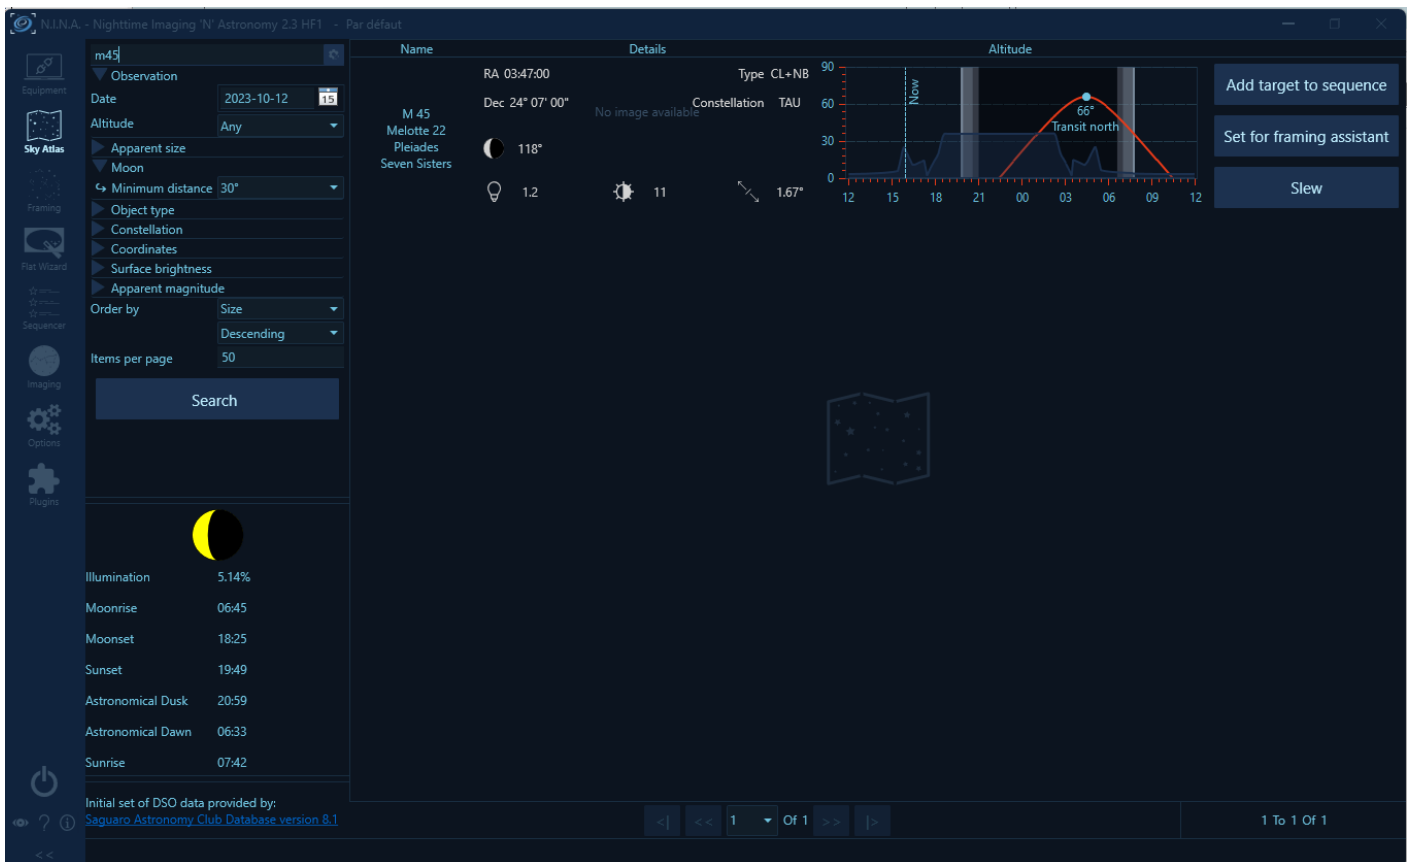 N.I.N.A. - Nighttime Imaging 'N' Astronomy 2.3 HF1 - Par défaut
Equipment
Sky Atlas
Framing
Flat Wizard
Sequencer
Imaging
Options
Plugins
<<
m45
Observation
Date 2023-10-12 15
Altitude Any
Apparent size
Moon
Minimum distance 30°
Object type
Constellation
Coordinates
Surface brightness
Apparent magnitude
Order by Size
Descending
Items per page 50
Search
Illumination 5.14%
Moonrise 06:45
Moonset 18:25
Sunset 19:49
Astronomical Dusk 20:59
Astronomical Dawn 06:33
Sunrise 07:42
Initial set of DSO data provided by:
Saguaro Astronomy Club Database version 8.1
Name Details Altitude
M 45
Melotte 22
Pleiades
Seven Sisters
RA 03:47:00 Type CL+NB
Dec 24° 07' 00" Constellation TAU
No image available
118°
1.2 11 1.67°
90
60
30
0
Now
66°
Transit north
12 15 18 21 00 03 06 09 12
Add target to sequence
Set for framing assistant
Slew
<| << 1 Of 1 >> |>
1 To 1 Of 1